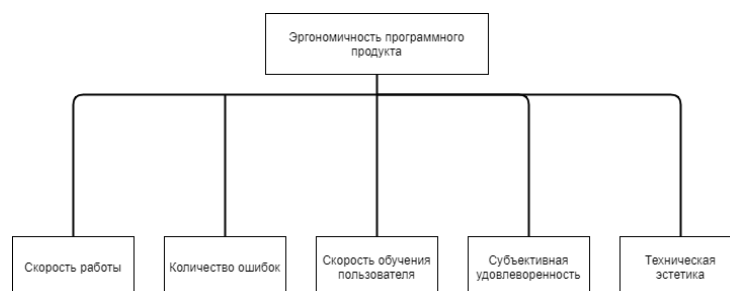 Эргономичность программного
продукта
Скорость работы
Количество ошибок
Скорость обучения
пользователя
Субъективная
удовлеворенность
Техническая
эстетика